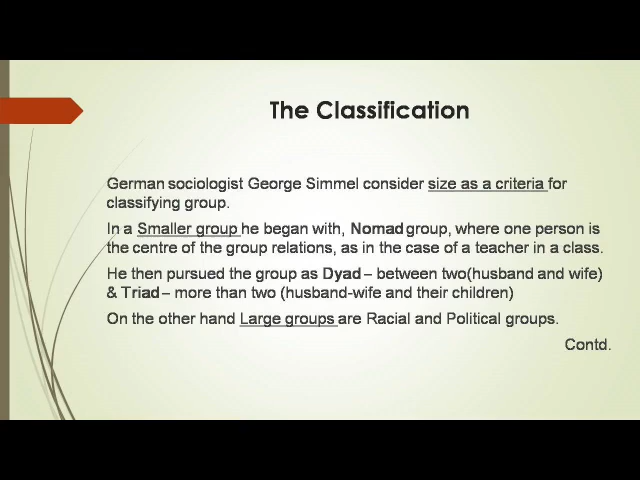 The Classification
German sociologist George Simmel consider size as a criteria for
classifying group.
In a Smaller group he began with, Nomad group, where one person is
the centre of the group relations, as in the case of a teacher in a class.
He then pursued the group as Dyad – between two(husband and wife)
& Triad – more than two (husband-wife and their children)
On the other hand Large groups are Racial and Political groups.
Contd.